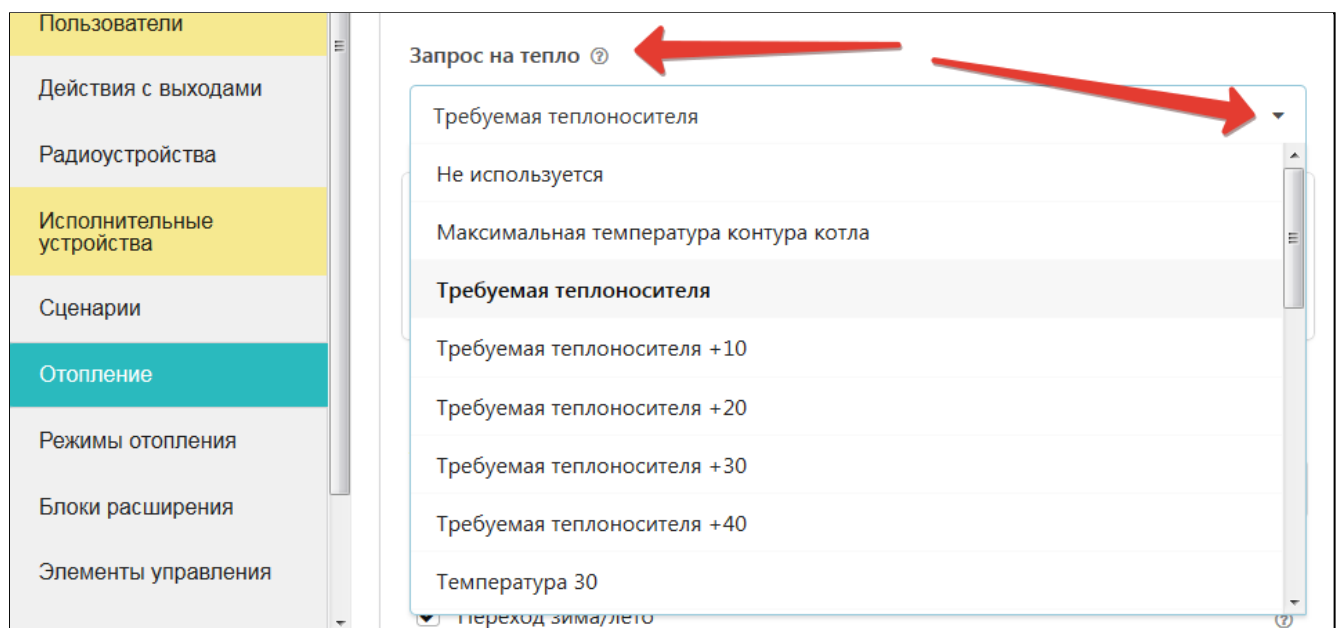 Пользователи
Действия с выходами
Радиоустройства
Исполнительные
устройства
Сценарии
Отопление
Режимы отопления
Блоки расширения
Элементы управления
Запрос на тепло
Требуемая теплоносителя
Не используется
Максимальная температура контура котла
Требуемая теплоносителя
Требуемая теплоносителя +10
Требуемая теплоносителя +20
Требуемая теплоносителя +30
Требуемая теплоносителя +40
Температура 30
Переход зима/лето